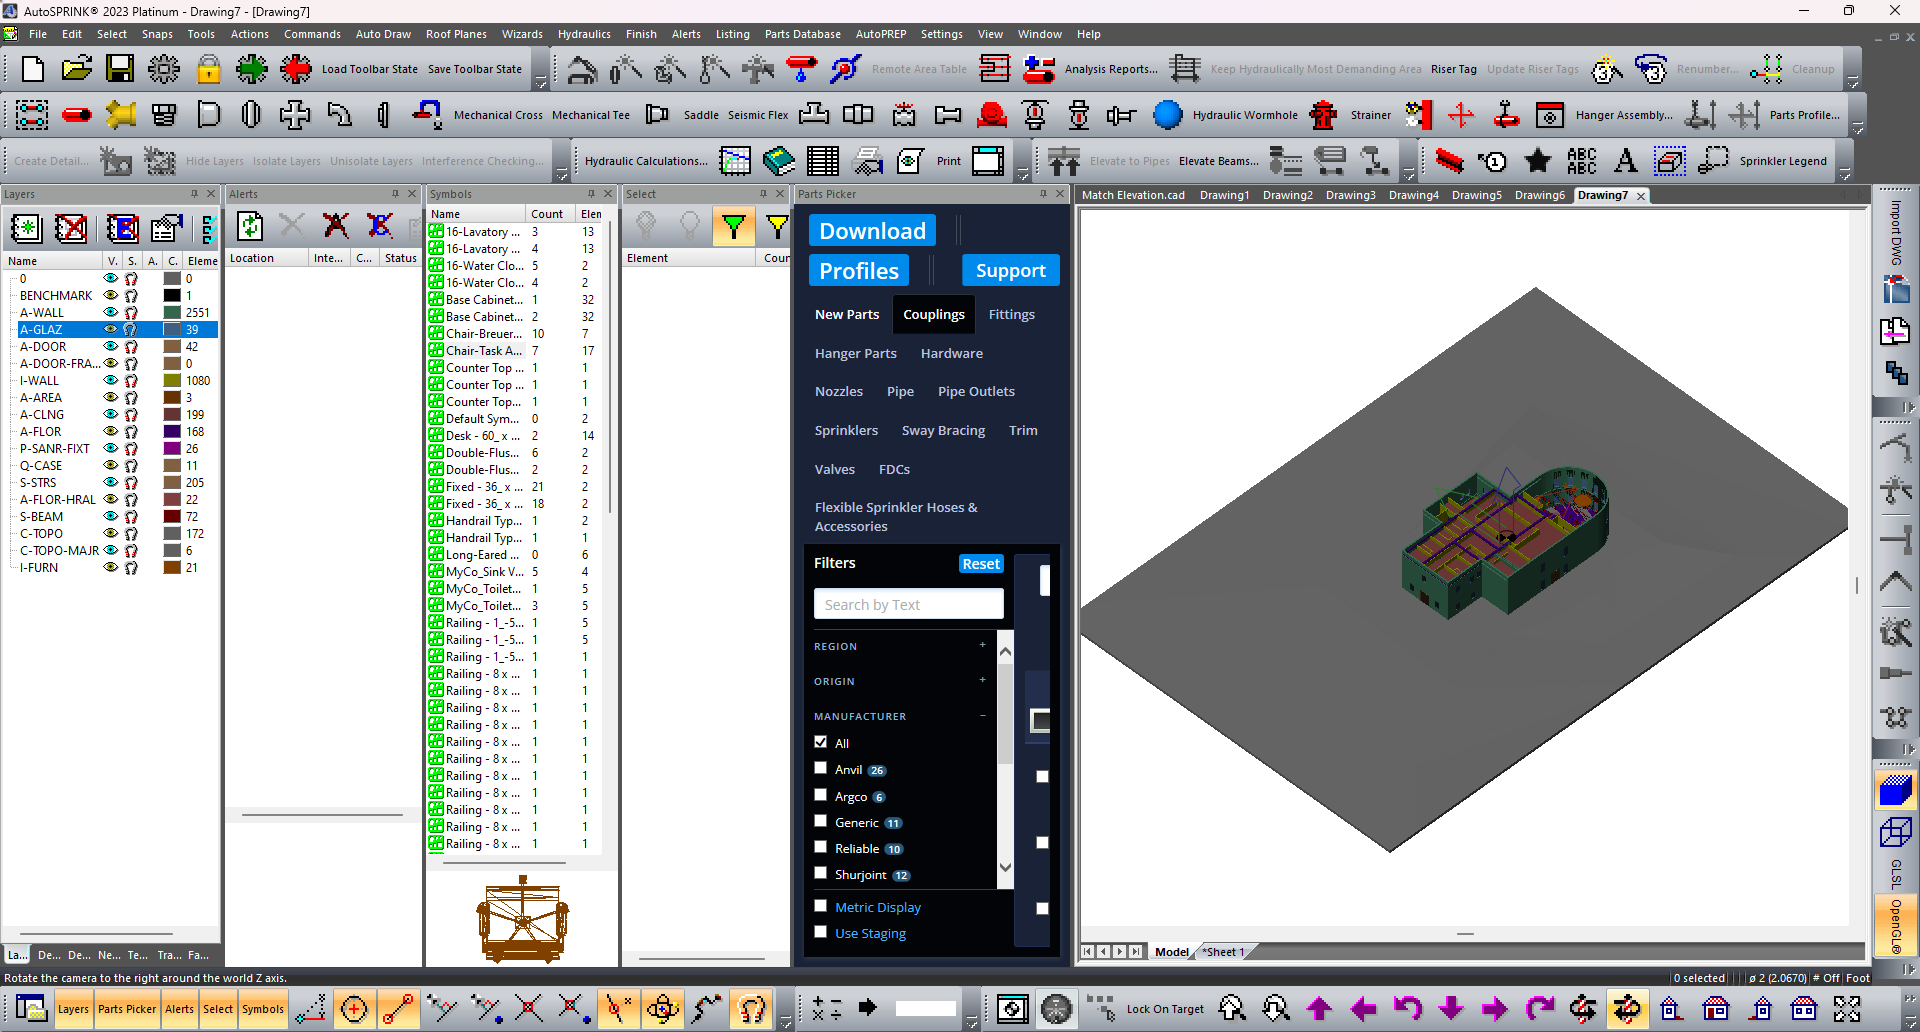 AutoSPRINK® 2023 Platinum - Drawing7 - [Drawing7]
File Edit Select Snaps Tools Actions Commands Auto Draw Roof Planes Wizards Hydraulics Finish Alerts Listing Parts Database AutoPREP Settings View Window Help
Load Toolbar State Save Toolbar State Remote Area Table Analysis Reports... Keep Hydraulically Most Demanding Area Riser Tag Update Riser Tags Renumber... Cleanup
Mechanical Cross Mechanical Tee Saddle Seismic Flex Hydraulic Wormhole Strainer Hanger Assembly... Parts Profile...
Create Detail... Hide Layers Isolate Layers Unisolate Layers Interference Checking... Hydraulic Calculations... Print Elevate to Pipes Elevate Beams... Sprinkler Legend
Layers
Name V. S. A. C. Eleme
0 0
BENCHMARK 1
A-WALL 2551
A-GLAZ 39
A-DOOR 42
A-DOOR-FRA... 0
I-WALL 1080
A-AREA 3
A-CLNG 199
A-FLOR 168
P-SANR-FIXT 26
Q-CASE 11
S-STRS 205
A-FLOR-HRAL 22
S-BEAM 72
C-TOPO 172
C-TOPO-MAJR 6
I-FURN 21
La... De... De... Ne... Te... Tra... Fa...
Alerts
Location Inte... C... Status
Symbols
Name Count Elen
16-Lavatory ... 3 13
16-Lavatory ... 4 13
16-Water Clo... 5 2
16-Water Clo... 4 2
Base Cabinet... 1 32
Base Cabinet... 2 32
Chair-Breuer... 10 7
Chair-Task A... 7 17
Counter Top ... 1 1
Counter Top ... 1 1
Counter Top... 1 1
Default Sym... 0 2
Desk - 60_ x ... 2 14
Double-Flus... 6 2
Double-Flus... 2 2
Fixed - 36_ x ... 21 2
Fixed - 36_ x ... 18 2
Handrail Typ... 1 2
Handrail Typ... 1 1
Long-Eared ... 0 6
MyCo_Sink V... 5 4
MyCo_Toilet... 1 5
MyCo_Toilet... 3 5
Railing - 1_-5... 1 5
Railing - 1_-5... 1 5
Railing - 1_-5... 1 1
Railing - 8 x ... 1 1
Railing - 8 x ... 1 1
Railing - 8 x ... 1 1
Railing - 8 x ... 1 1
Railing - 8 x ... 1 1
Railing - 8 x ... 1 1
Railing - 8 x ... 1 1
Railing - 8 x ... 1 1
Railing - 8 x ... 1 1
Railing - 8 x ... 1 1
Railing - 8 x ... 1 1
Select
Element Cour
Parts Picker
Download
Profiles Support
New Parts Couplings Fittings
Hanger Parts Hardware
Nozzles Pipe Pipe Outlets
Sprinklers Sway Bracing Trim
Valves FDCs
Flexible Sprinkler Hoses &
Accessories
Filters Reset
Search by Text
REGION +
ORIGIN +
MANUFACTURER −
All
Anvil 26
Argco 6
Generic 11
Reliable 10
Shurjoint 12
Metric Display
Use Staging
Match Elevation.cad Drawing1 Drawing2 Drawing3 Drawing4 Drawing5 Drawing6 Drawing7
Model *Sheet 1
Import DWG
GLSL
OpenGL®
Rotate the camera to the right around the world Z axis.
0 selected ø 2 (2.0670) # Off Foot
Layers Parts Picker Alerts Select Symbols Lock On Target